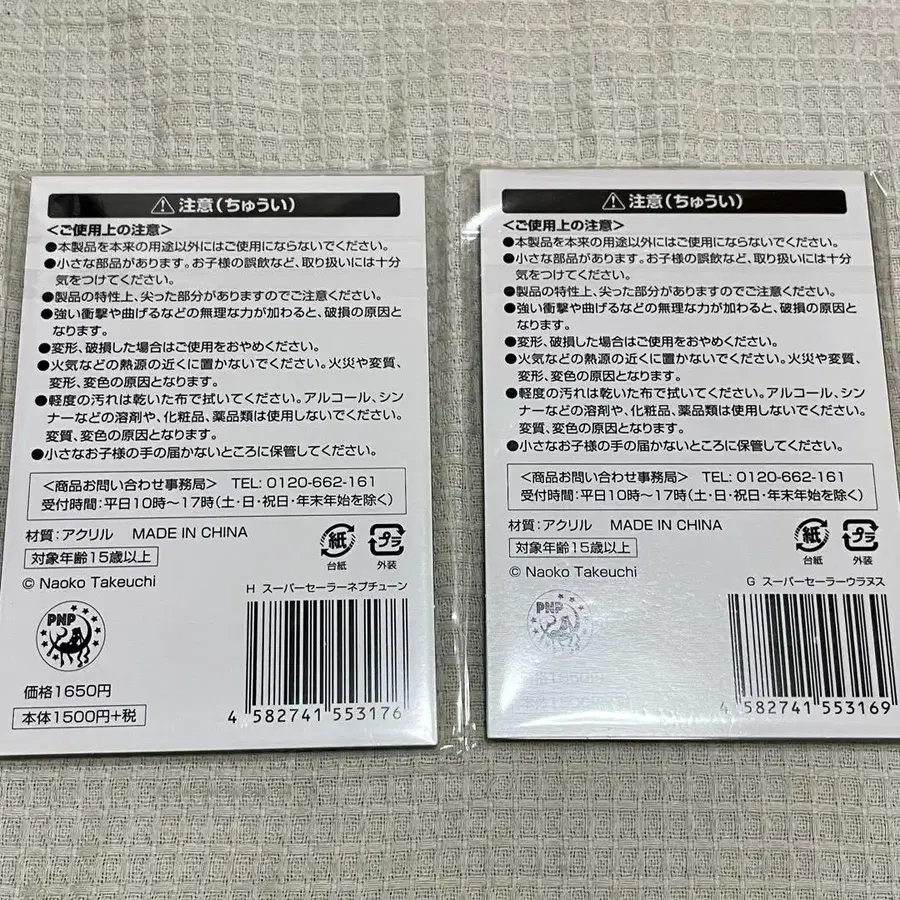 ⚠ 注意（ちゅうい）
＜ご使用上の注意＞
●本製品を本来の用途以外にはご使用にならないでください。
●小さな部品があります。お子様の誤飲など、取り扱いには十分
気をつけてください。
●製品の特性上、尖った部分がありますのでご注意ください。
●強い衝撃や曲げるなどの無理な力が加わると、破損の原因と
なります。
●変形、破損した場合はご使用をおやめください。
●火気などの熱源の近くに置かないでください。火災や変質、
変形、変色の原因となります。
●軽度の汚れは乾いた布で拭いてください。アルコール、シン
ナーなどの溶剤や、化粧品、薬品類は使用しないでください。
変質、変色の原因となります。
●小さなお子様の手の届かないところに保管してください。
＜商品お問い合わせ事務局＞ TEL: 0120-662-161
受付時間：平日10時～17時（土・日・祝日・年末年始を除く）
材質：アクリル MADE IN CHINA
対象年齢15歳以上
紙
台紙
プラ
外装
© Naoko Takeuchi
H スーパーセーラーネプチューン
PNP
価格1650円
本体1500円+税
4 582741 553176
⚠ 注意（ちゅうい）
＜ご使用上の注意＞
●本製品を本来の用途以外にはご使用にならないでください。
●小さな部品があります。お子様の誤飲など、取り扱いには十分
気をつけてください。
●製品の特性上、尖った部分がありますのでご注意ください。
●強い衝撃や曲げるなどの無理な力が加わると、破損の原因と
なります。
●変形、破損した場合はご使用をおやめください。
●火気などの熱源の近くに置かないでください。火災や変質、
変形、変色の原因となります。
●軽度の汚れは乾いた布で拭いてください。アルコール、シン
ナーなどの溶剤や、化粧品、薬品類は使用しないでください。
変質、変色の原因となります。
●小さなお子様の手の届かないところに保管してください。
＜商品お問い合わせ事務局＞ TEL: 0120-662-161
受付時間：平日10時～17時（土・日・祝日・年末年始を除く）
材質：アクリル MADE IN CHINA
対象年齢15歳以上
紙
台紙
プラ
外装
© Naoko Takeuchi
G スーパーセーラーウラヌス
PNP
価格1650円
本体1500円+税
4 582741 553169